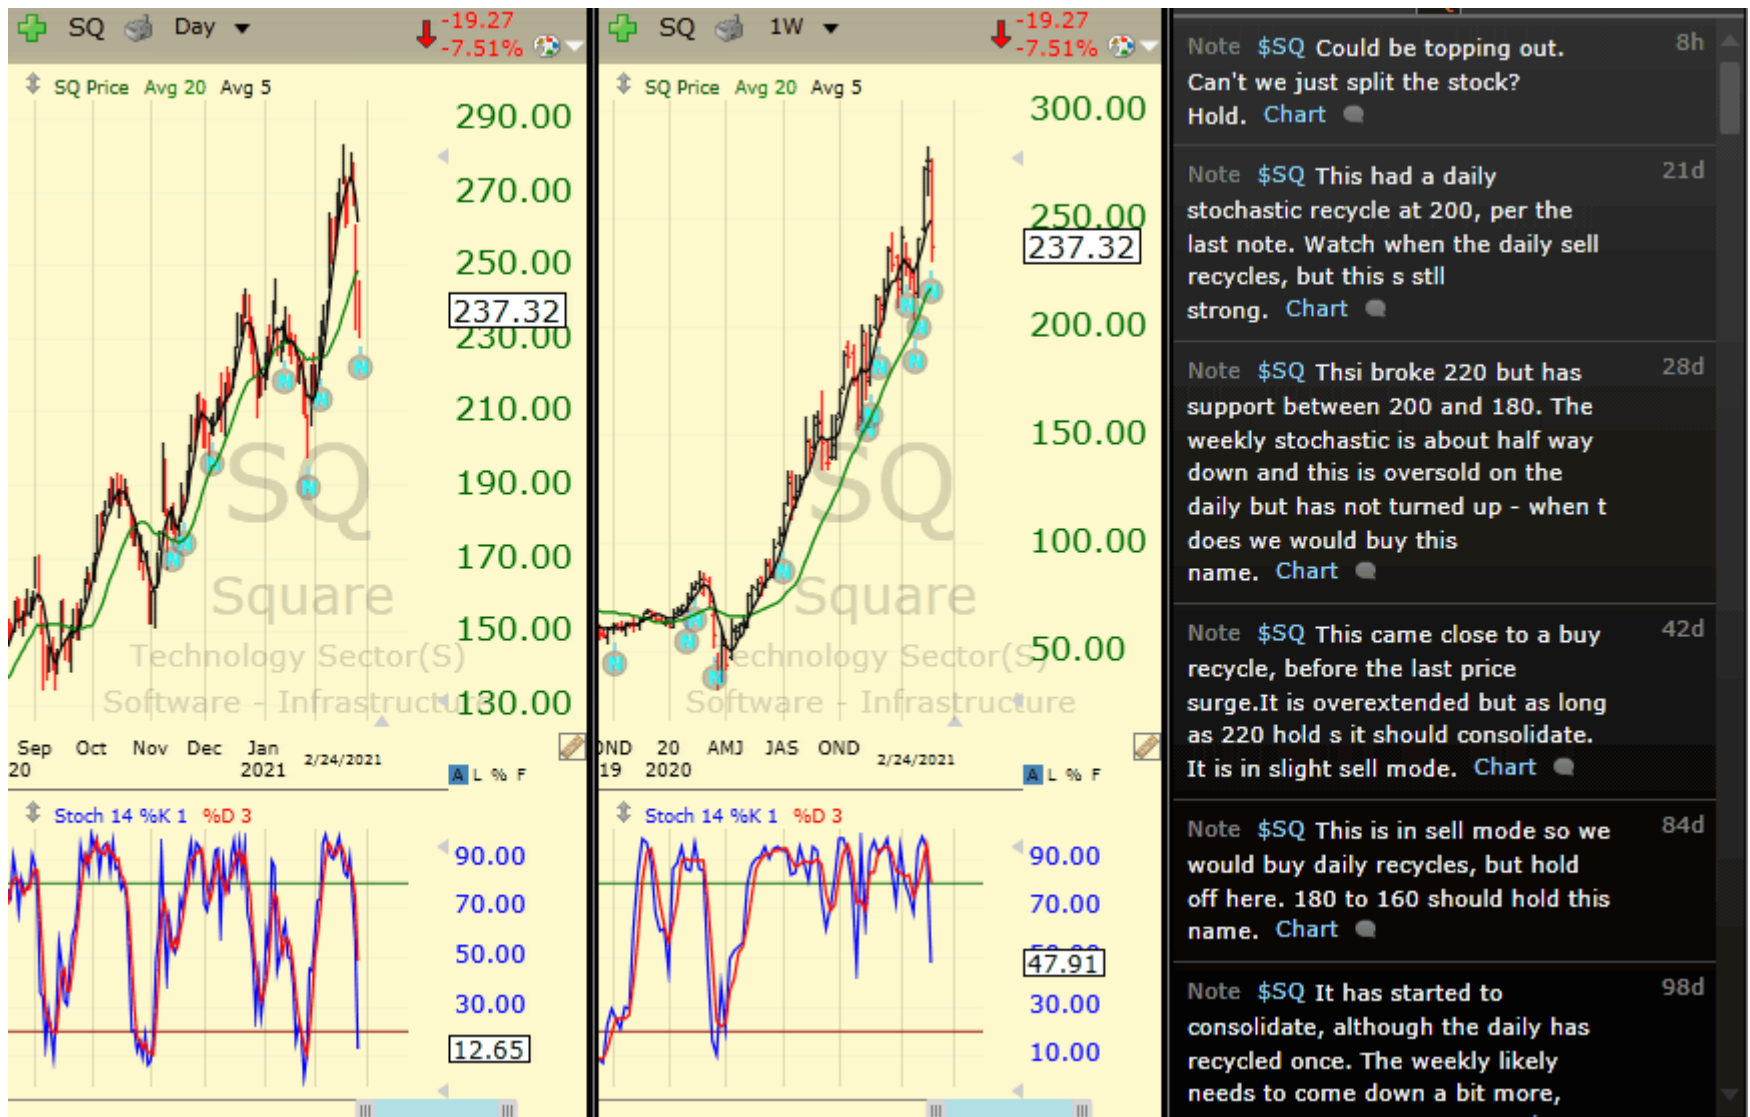 SQ Day
-19.27
-7.51%
SQ Price Avg 20 Avg 5
290.00
270.00
250.00
237.32
230.00
210.00
190.00
170.00
150.00
130.00
SQ
Square
Technology Sector(S)
Software - Infrastructure
N
N
N
N
N
N
N
Sep Oct Nov Dec Jan
20 2021 2/24/2021
A L % F
Stoch 14 %K 1 %D 3
90.00
70.00
50.00
30.00
12.65
SQ 1W
-19.27
-7.51%
SQ Price Avg 20 Avg 5
300.00
250.00
237.32
200.00
150.00
100.00
50.00
SQ
Square
Technology Sector(S)
Software - Infrastructure
N
N
N
N
N
N
N
N
N
N
N
N
OND 20 AMJ JAS OND
19 2020 2/24/2021
A L % F
Stoch 14 %K 1 %D 3
90.00
70.00
50.00
47.91
30.00
10.00
Note $SQ Could be topping out. 8h
Can't we just split the stock?
Hold. Chart
Note $SQ This had a daily 21d
stochastic recycle at 200, per the
last note. Watch when the daily sell
recycles, but this s stll
strong. Chart
Note $SQ Thsi broke 220 but has 28d
support between 200 and 180. The
weekly stochastic is about half way
down and this is oversold on the
daily but has not turned up - when t
does we would buy this
name. Chart
Note $SQ This came close to a buy 42d
recycle, before the last price
surge.It is overextended but as long
as 220 hold s it should consolidate.
It is in slight sell mode. Chart
Note $SQ This is in sell mode so we 84d
would buy daily recycles, but hold
off here. 180 to 160 should hold this
name. Chart
Note $SQ It has started to 98d
consolidate, although the daily has
recycled once. The weekly likely
needs to come down a bit more,